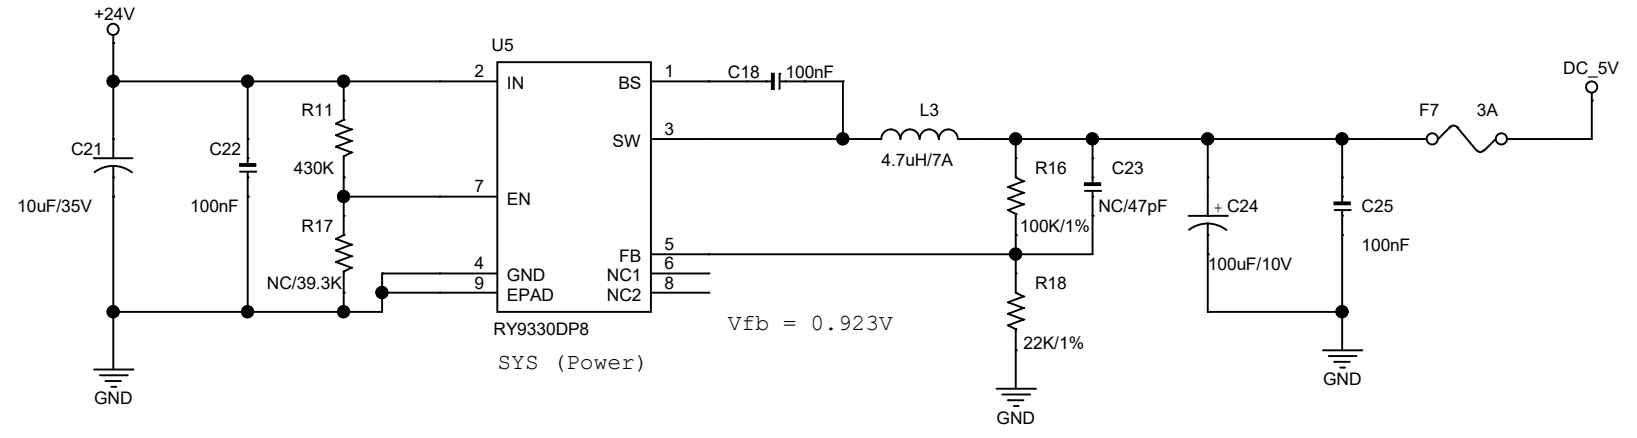 +24V
U5
DC_5V
2
IN
BS
1
C18
100nF
F7
3A
R11
430K
L3
4.7uH/7A
3
SW
C21
10uF/35V
C22
100nF
7
EN
R16
100K/1%
C23
NC/47pF
+ C24
100uF/10V
C25
100nF
R17
NC/39.3K
4
GND
9
EPAD
5
FB
6
NC1
8
NC2
R18
22K/1%
RY9330DP8
Vfb = 0.923V
SYS (Power)
GND
GND
GND